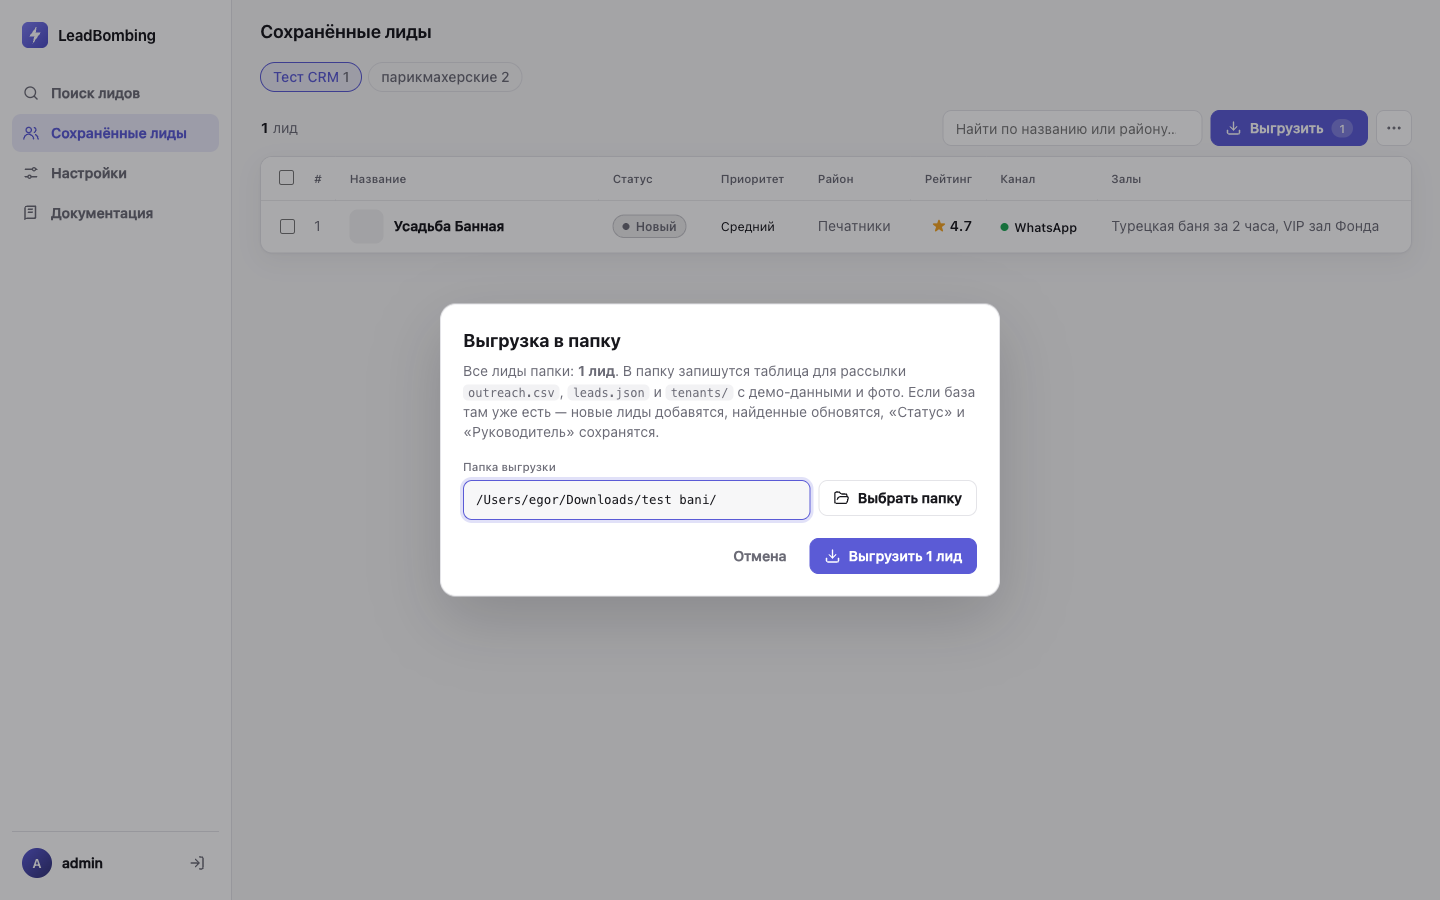 LeadBombing
Поиск лидов
Сохранённые лиды
Настройки
Документация
A admin
Сохранённые лиды
Тест CRM 1 парикмахерские 2
1 лид
Найти по названию или району...
Выгрузить 1
# Название Статус Приоритет Район Рейтинг Канал Залы
1 Усадьба Банная Новый Средний Печатники 4.7 WhatsApp Турецкая баня за 2 часа, VIP зал Фонда
Выгрузка в папку
Все лиды папки: 1 лид. В папку запишутся таблица для рассылки
outreach.csv, leads.json и tenants/ с демо-данными и фото. Если база
там уже есть — новые лиды добавятся, найденные обновятся, «Статус» и
«Руководитель» сохранятся.
Папка выгрузки
/Users/egor/Downloads/test bani/
Выбрать папку
Отмена
Выгрузить 1 лид